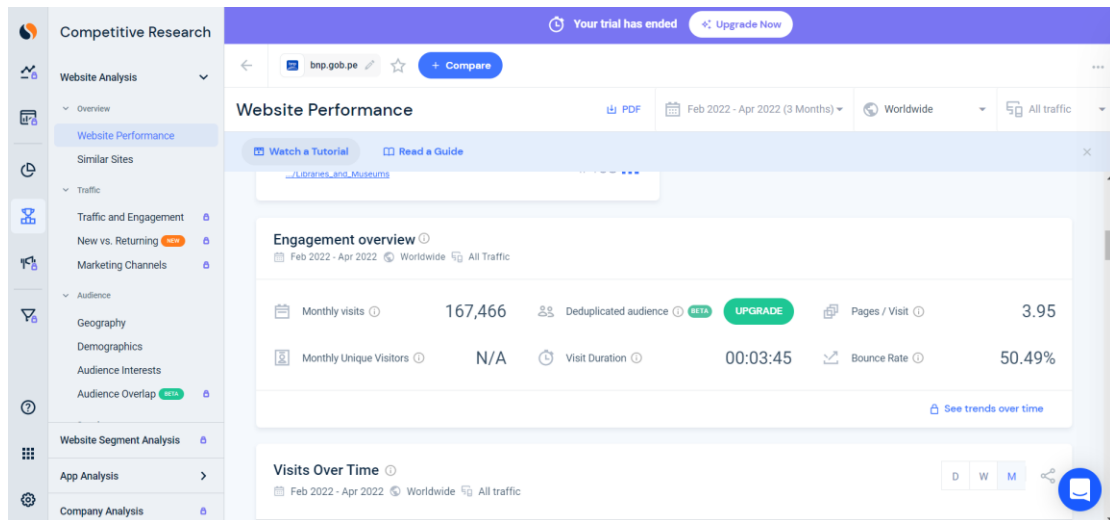 Your trial has ended
Upgrade Now
Competitive Research
Website Analysis
Overview
Website Performance
Similar Sites
Traffic
Traffic and Engagement
New vs. Returning NEW
Marketing Channels
Audience
Geography
Demographics
Audience Interests
Audience Overlap BETA
Website Segment Analysis
App Analysis
Company Analysis
bnp.gob.pe
+ Compare
Website Performance
PDF
Feb 2022 - Apr 2022 (3 Months)
Worldwide
All traffic
Watch a Tutorial
Read a Guide
.../Libraries_and_Museums
Engagement overview
Feb 2022 - Apr 2022 Worldwide All Traffic
Monthly visits 167,466
Deduplicated audience BETA UPGRADE
Pages / Visit 3.95
Monthly Unique Visitors N/A
Visit Duration 00:03:45
Bounce Rate 50.49%
See trends over time
Visits Over Time
D W M
Feb 2022 - Apr 2022 Worldwide All traffic